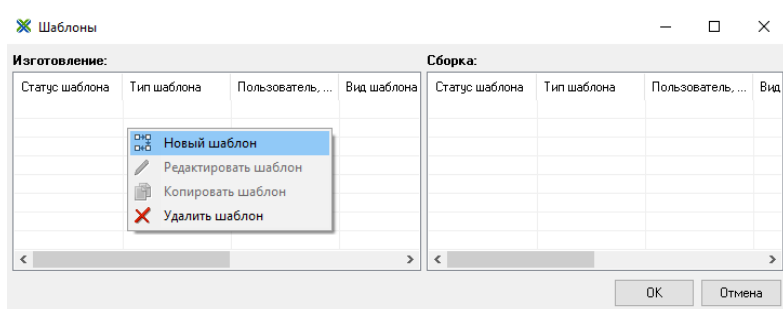 Шаблоны
Изготовление:
Статус шаблона Тип шаблона Пользователь, ... Вид шаблона
Новый шаблон
Редактировать шаблон
Копировать шаблон
Удалить шаблон
Сборка:
Статус шаблона Тип шаблона Пользователь, ... Вид
OK Отмена